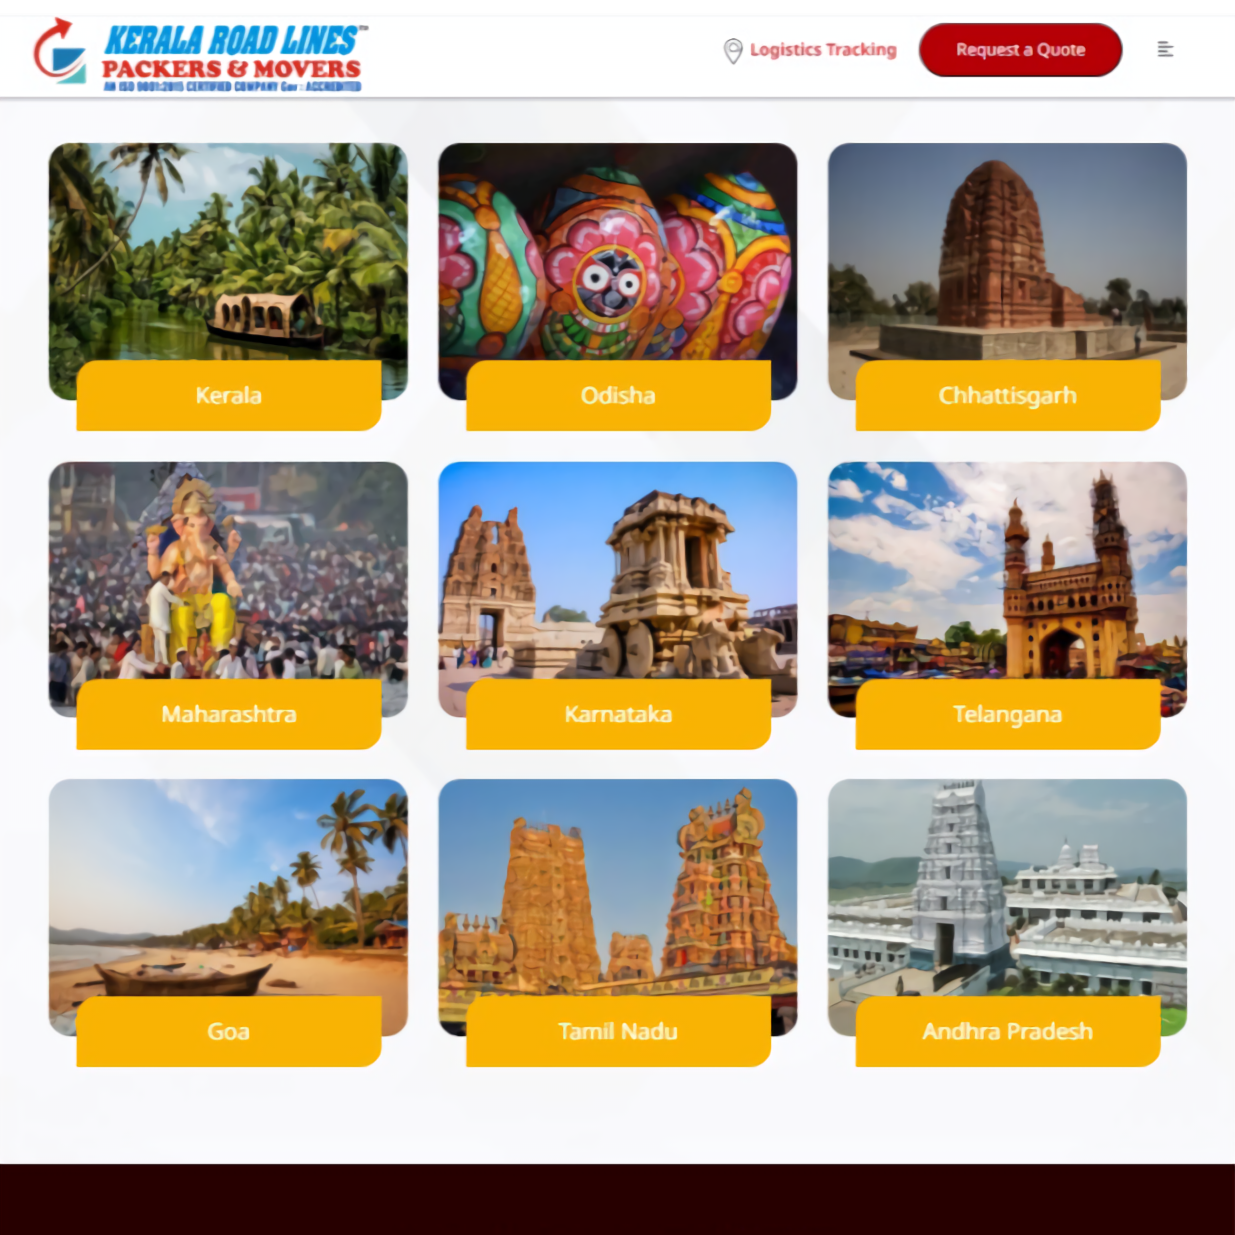 KERALA ROAD LINES
PACKERS & MOVERS
AN ISO 9001:2015 CERTIFIED COMPANY Gov: ACCREDITED
Logistics Tracking
Request a Quote
Kerala
Odisha
Chhattisgarh
Maharashtra
Karnataka
Telangana
Goa
Tamil Nadu
Andhra Pradesh